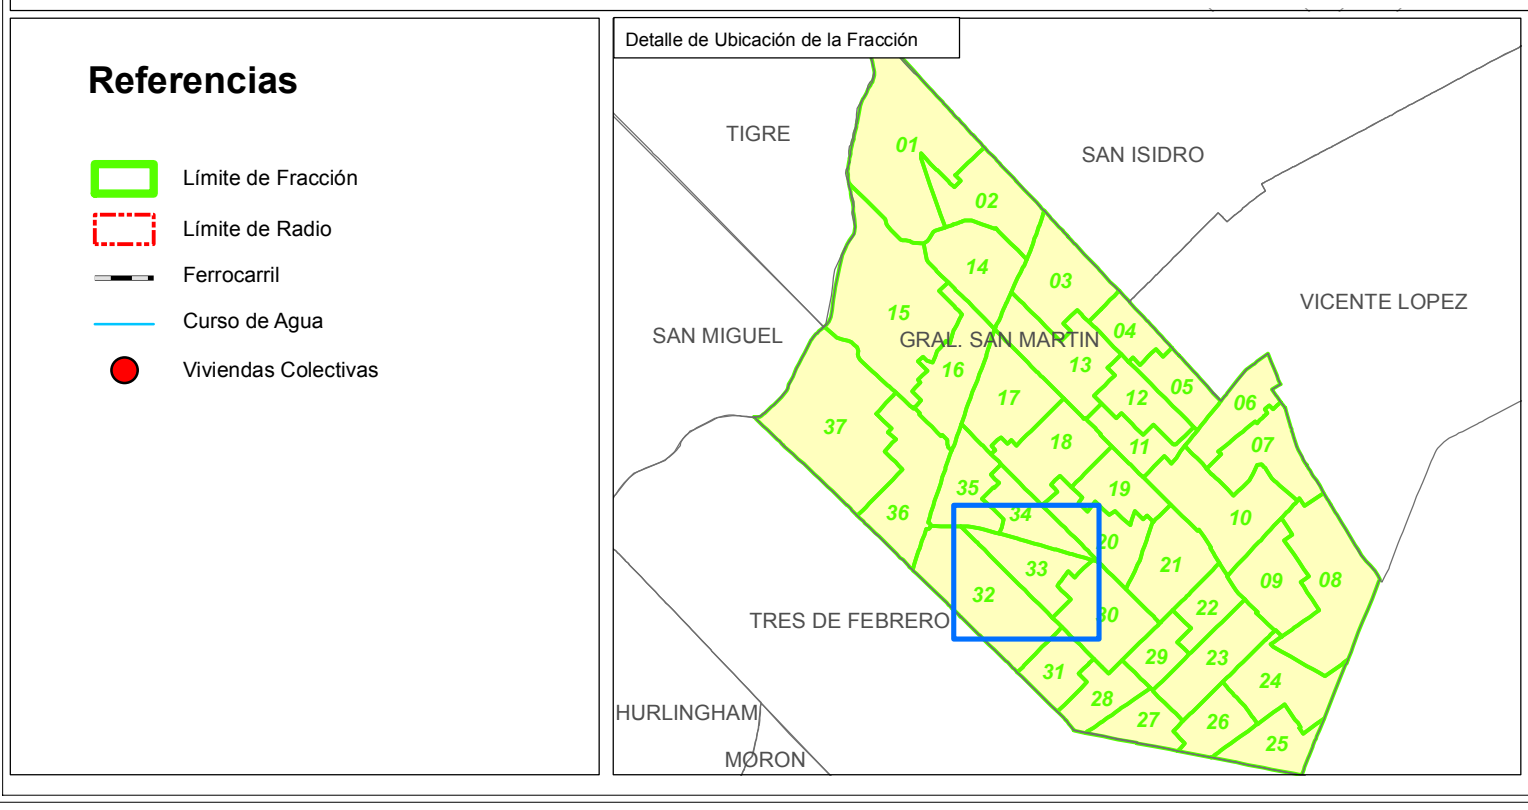 Referencias
Límite de Fracción
Límite de Radio
Ferrocarril
Curso de Agua
Viviendas Colectivas
Detalle de Ubicación de la Fracción
TIGRE
SAN ISIDRO
01
02
14
03
15
VICENTE LOPEZ
04
SAN MIGUEL
GRAL. SAN MARTIN
13
16
05
17
12
06
37
18
11
07
35
19
36
34
10
20
33
21
32
09
08
22
TRES DE FEBRERO
30
31
29
23
28
24
HURLINGHAM
27
26
25
MORON